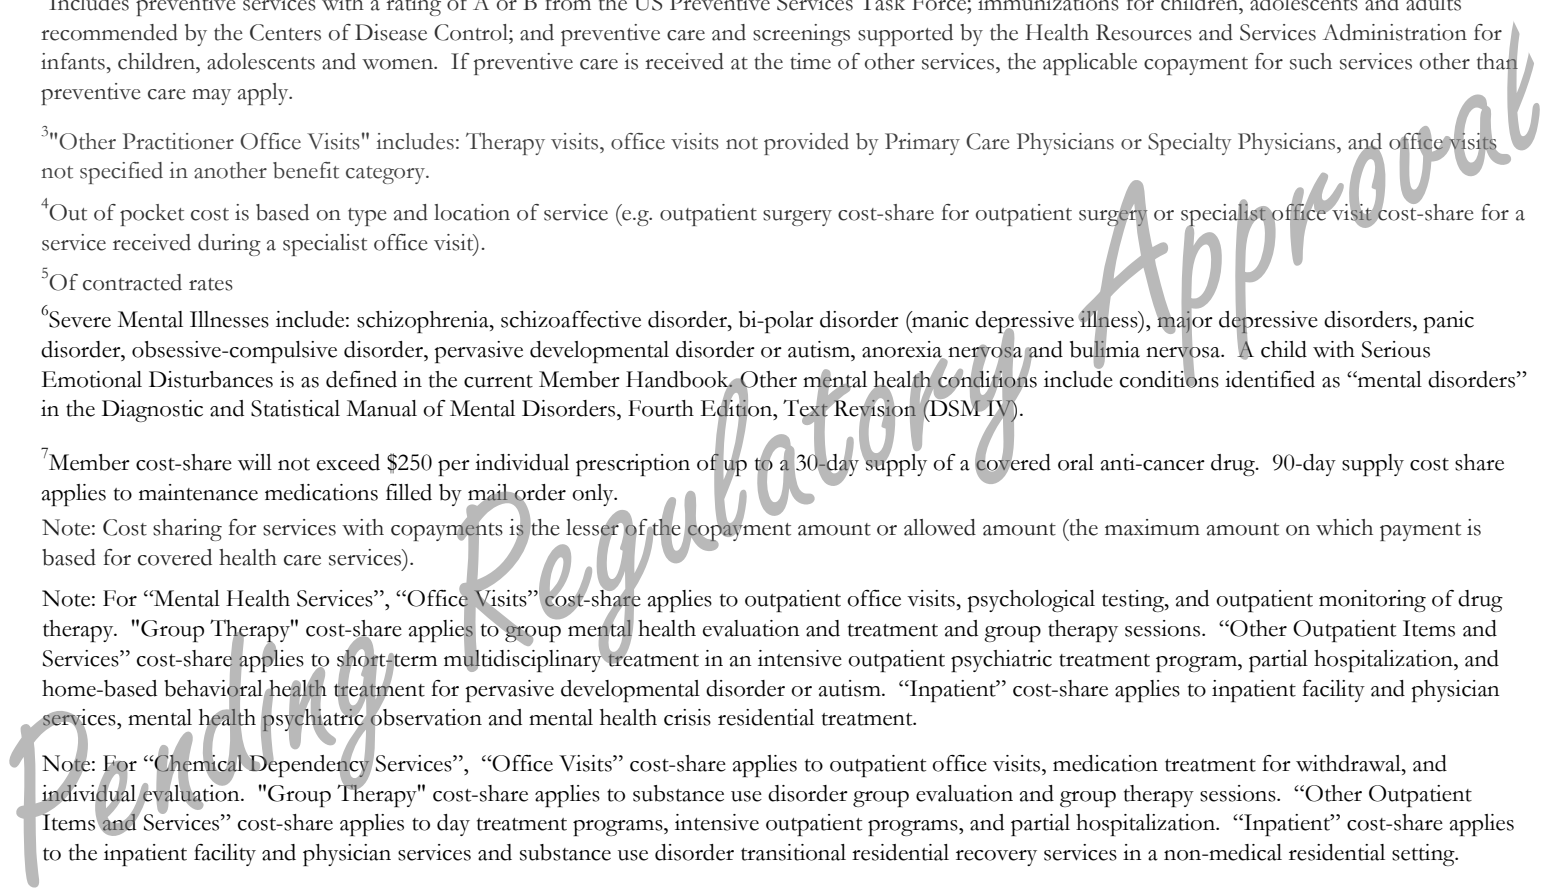 Includes preventive services with a rating of A or B from the US Preventive Services Task Force; immunizations for children, adolescents and adults
recommended by the Centers of Disease Control; and preventive care and screenings supported by the Health Resources and Services Administration for
infants, children, adolescents and women.  If preventive care is received at the time of other services, the applicable copayment for such services other than
preventive care may apply.
3"Other Practitioner Office Visits" includes: Therapy visits, office visits not provided by Primary Care Physicians or Specialty Physicians, and office visits
not specified in another benefit category.
4Out of pocket cost is based on type and location of service (e.g. outpatient surgery cost-share for outpatient surgery or specialist office visit cost-share for a
service received during a specialist office visit).
5Of contracted rates
6Severe Mental Illnesses include: schizophrenia, schizoaffective disorder, bi-polar disorder (manic depressive illness), major depressive disorders, panic
disorder, obsessive-compulsive disorder, pervasive developmental disorder or autism, anorexia nervosa and bulimia nervosa.  A child with Serious
Emotional Disturbances is as defined in the current Member Handbook. Other mental health conditions include conditions identified as “mental disorders”
in the Diagnostic and Statistical Manual of Mental Disorders, Fourth Edition, Text Revision (DSM IV).
7Member cost-share will not exceed $250 per individual prescription of up to a 30-day supply of a covered oral anti-cancer drug.  90-day supply cost share
applies to maintenance medications filled by mail order only.
Note: Cost sharing for services with copayments is the lesser of the copayment amount or allowed amount (the maximum amount on which payment is
based for covered health care services).
Note: For “Mental Health Services”, “Office Visits” cost-share applies to outpatient office visits, psychological testing, and outpatient monitoring of drug
therapy.  "Group Therapy" cost-share applies to group mental health evaluation and treatment and group therapy sessions.  “Other Outpatient Items and
Services” cost-share applies to short-term multidisciplinary treatment in an intensive outpatient psychiatric treatment program, partial hospitalization, and
home-based behavioral health treatment for pervasive developmental disorder or autism.  “Inpatient” cost-share applies to inpatient facility and physician
services, mental health psychiatric observation and mental health crisis residential treatment.
Note: For “Chemical Dependency Services”,  “Office Visits” cost-share applies to outpatient office visits, medication treatment for withdrawal, and
individual evaluation.  "Group Therapy" cost-share applies to substance use disorder group evaluation and group therapy sessions.  “Other Outpatient
Items and Services” cost-share applies to day treatment programs, intensive outpatient programs, and partial hospitalization.  “Inpatient” cost-share applies
to the inpatient facility and physician services and substance use disorder transitional residential recovery services in a non-medical residential setting.
Pending Regulatory Approval